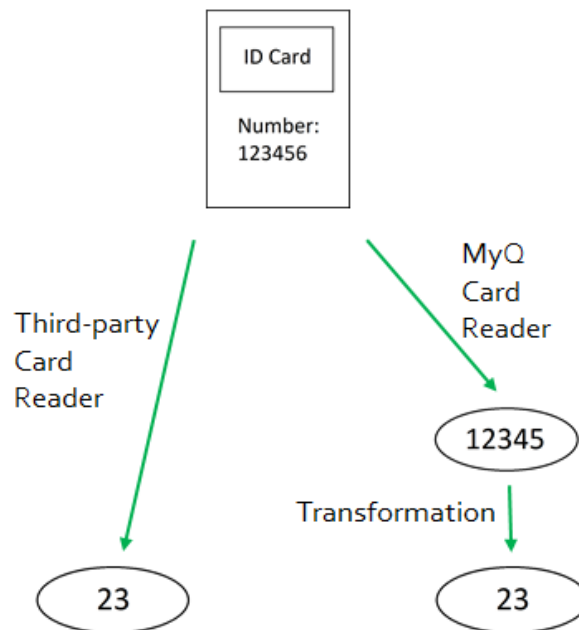 ID Card
Number:
123456
Third-party
Card
Reader
MyQ
Card
Reader
12345
Transformation
23
23